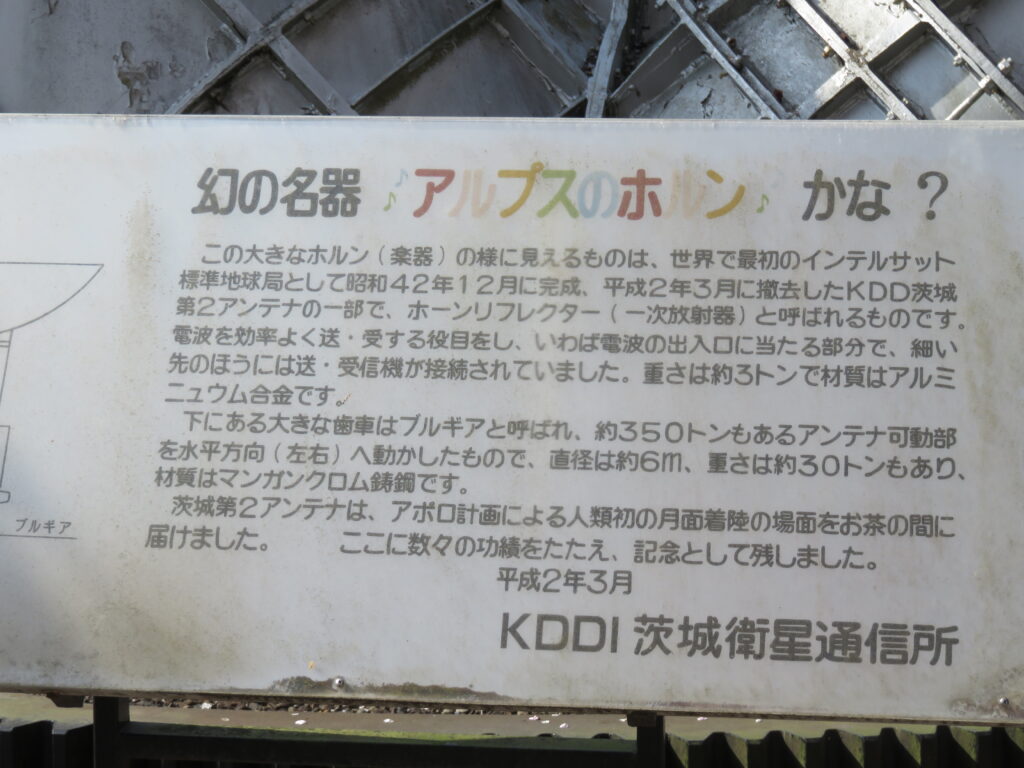 幻の名器 ♪アルプスのホルン♪ かな？
この大きなホルン（楽器）の様に見えるものは、世界で最初のインテルサット
標準地球局として昭和42年12月に完成、平成2年3月に撤去したKDD茨城
第2アンテナの一部で、ホーンリフレクター（一次放射器）と呼ばれるものです。
電波を効率よく送・受する役目をし、いわば電波の出入口に当たる部分で、細い
先のほうには送・受信機が接続されていました。重さは約3トンで材質はアルミ
ニュウム合金です。
下にある大きな歯車はブルギアと呼ばれ、約350トンもあるアンテナ可動部
を水平方向（左右）へ動かしたもので、直径は約6m、重さは約30トンもあり、
材質はマンガンクロム鋳鋼です。
茨城第2アンテナは、アポロ計画による人類初の月面着陸の場面をお茶の間に
届けました。 ここに数々の功績をたたえ、記念として残しました。
平成2年3月
KDDI 茨城衛星通信所
ブルギア